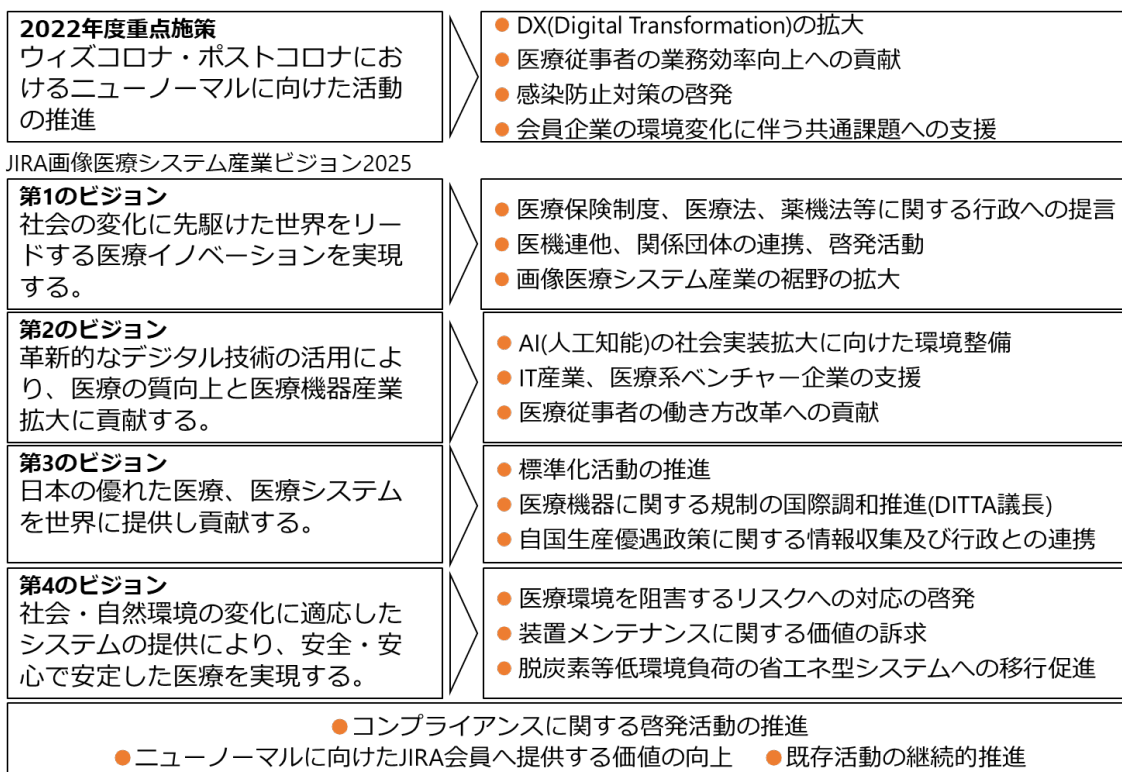 2022年度重点施策
ウィズコロナ・ポストコロナにお
けるニューノーマルに向けた活動
の推進
● DX(Digital Transformation)の拡大
● 医療従事者の業務効率向上への貢献
● 感染防止対策の啓発
● 会員企業の環境変化に伴う共通課題への支援
JIRA画像医療システム産業ビジョン2025
第1のビジョン
社会の変化に先駆けた世界をリー
ドする医療イノベーションを実現
する。
● 医療保険制度、医療法、薬機法等に関する行政への提言
● 医機連他、関係団体の連携、啓発活動
● 画像医療システム産業の裾野の拡大
第2のビジョン
革新的なデジタル技術の活用によ
り、医療の質向上と医療機器産業
拡大に貢献する。
● AI(人工知能)の社会実装拡大に向けた環境整備
● IT産業、医療系ベンチャー企業の支援
● 医療従事者の働き方改革への貢献
第3のビジョン
日本の優れた医療、医療システム
を世界に提供し貢献する。
● 標準化活動の推進
● 医療機器に関する規制の国際調和推進(DITTA議長)
● 自国生産優遇政策に関する情報収集及び行政との連携
第4のビジョン
社会・自然環境の変化に適応した
システムの提供により、安全・安
心で安定した医療を実現する。
● 医療環境を阻害するリスクへの対応の啓発
● 装置メンテナンスに関する価値の訴求
● 脱炭素等低環境負荷の省エネ型システムへの移行促進
● コンプライアンスに関する啓発活動の推進
● ニューノーマルに向けたJIRA会員へ提供する価値の向上 ● 既存活動の継続的推進